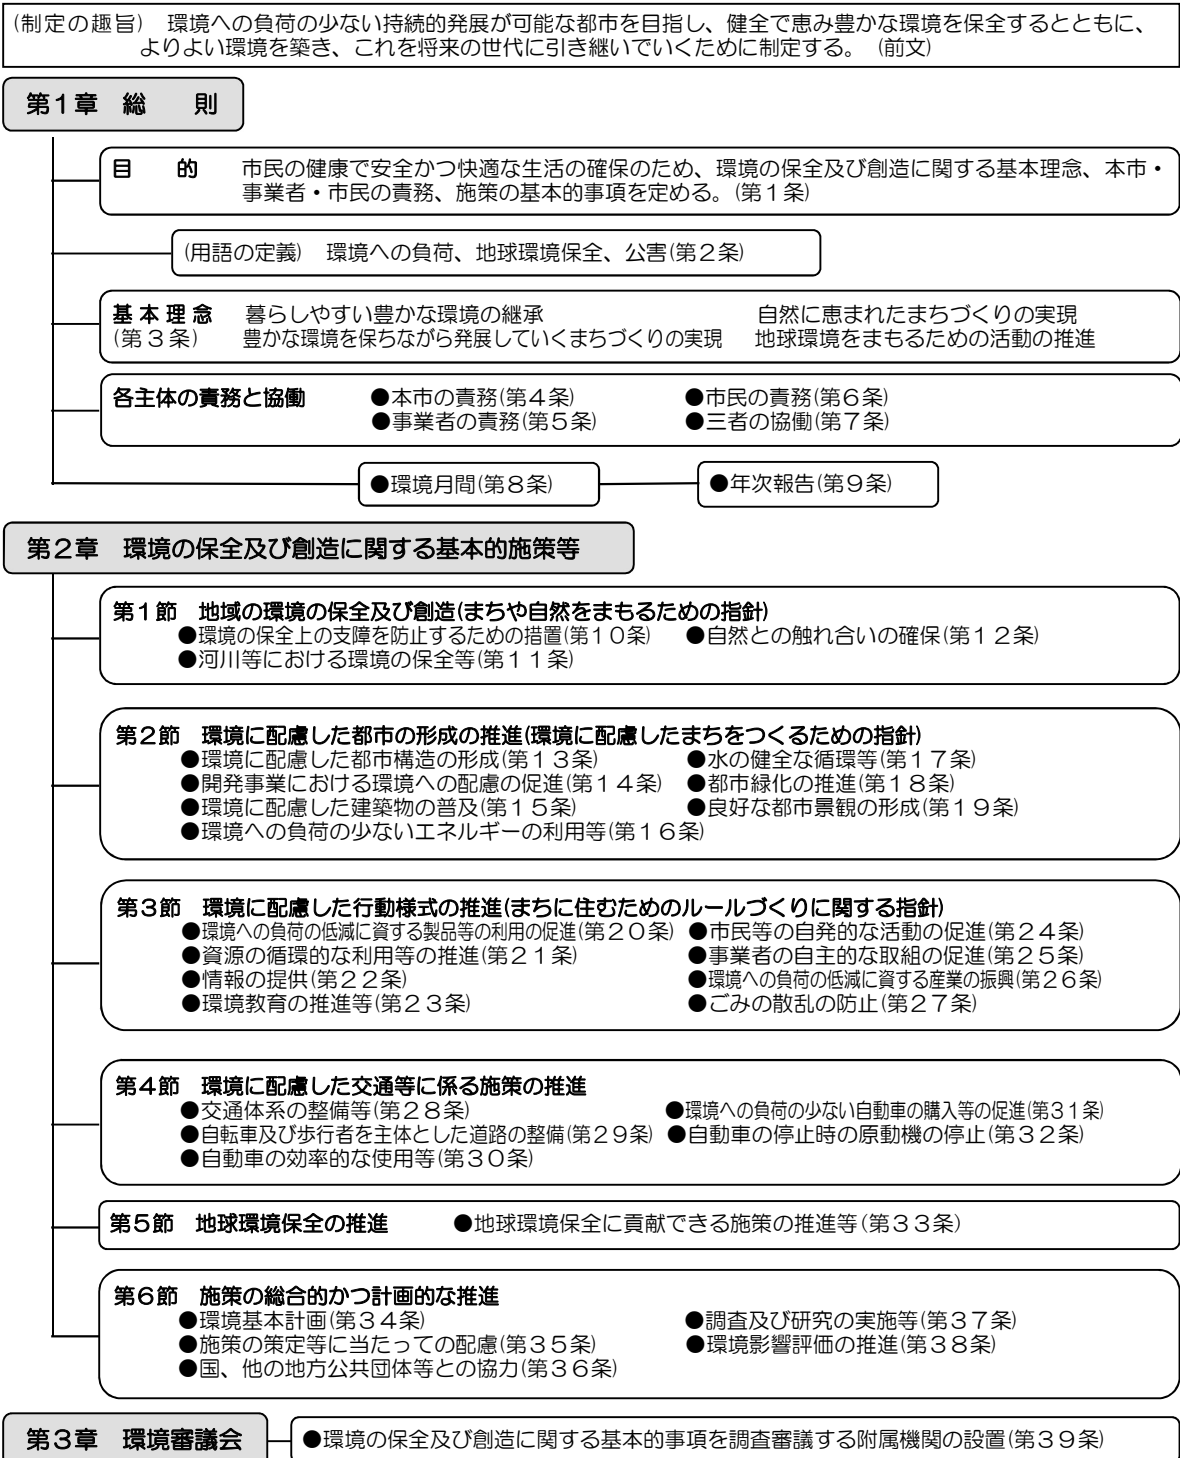 (制定の趣旨)　環境への負荷の少ない持続的発展が可能な都市を目指し、健全で恵み豊かな環境を保全するとともに、
よりよい環境を築き、これを将来の世代に引き継いでいくために制定する。　(前文)
第１章　総　　則
目　　的　　市民の健康で安全かつ快適な生活の確保のため、環境の保全及び創造に関する基本理念、本市・
事業者・市民の責務、施策の基本的事項を定める。(第１条)
(用語の定義)　環境への負荷、地球環境保全、公害(第２条)
基 本 理 念　暮らしやすい豊かな環境の継承　　自然に恵まれたまちづくりの実現
(第３条)　豊かな環境を保ちながら発展していくまちづくりの実現　地球環境をまもるための活動の推進
各主体の責務と協働　●本市の責務(第４条)　●市民の責務(第６条)
●事業者の責務(第５条)　●三者の協働(第７条)
●環境月間(第８条)　●年次報告(第９条)
第２章　環境の保全及び創造に関する基本的施策等
第１節　地域の環境の保全及び創造(まちや自然をまもるための指針)
●環境の保全上の支障を防止するための措置(第１０条)　●自然との触れ合いの確保(第１２条)
●河川等における環境の保全等(第１１条)
第２節　環境に配慮した都市の形成の推進(環境に配慮したまちをつくるための指針)
●環境に配慮した都市構造の形成(第１３条)　●水の健全な循環等(第１７条)
●開発事業における環境への配慮の促進(第１４条)　●都市緑化の推進(第１８条)
●環境に配慮した建築物の普及(第１５条)　●良好な都市景観の形成(第１９条)
●環境への負荷の少ないエネルギーの利用等(第１６条)
第３節　環境に配慮した行動様式の推進(まちに住むためのルールづくりに関する指針)
●環境への負荷の低減に資する製品等の利用の促進(第２０条)　●市民等の自発的な活動の促進(第２４条)
●資源の循環的な利用等の推進(第２１条)　●事業者の自主的な取組の促進(第２５条)
●情報の提供(第２２条)　●環境への負荷の低減に資する産業の振興(第２６条)
●環境教育の推進等(第２３条)　●ごみの散乱の防止(第２７条)
第４節　環境に配慮した交通等に係る施策の推進
●交通体系の整備等(第２８条)　●環境への負荷の少ない自動車の購入等の促進(第３１条)
●自転車及び歩行者を主体とした道路の整備(第２９条)　●自動車の停止時の原動機の停止(第３２条)
●自動車の効率的な使用等(第３０条)
第５節　地球環境保全の推進　●地球環境保全に貢献できる施策の推進等(第３３条)
第６節　施策の総合的かつ計画的な推進
●環境基本計画(第３４条)　●調査及び研究の実施等(第３７条)
●施策の策定等に当たっての配慮(第３５条)　●環境影響評価の推進(第３８条)
●国、他の地方公共団体等との協力(第３６条)
第３章　環境審議会　●環境の保全及び創造に関する基本的事項を調査審議する附属機関の設置(第３９条)